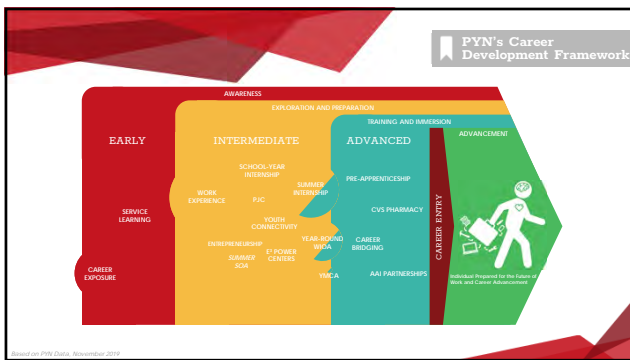 PYN's Career
Development Framework
AWARENESS
EXPLORATION AND PREPARATION
TRAINING AND IMMERSION
ADVANCEMENT
EARLY
INTERMEDIATE
ADVANCED
SCHOOL-YEAR
INTERNSHIP
WORK
EXPERIENCE
PJC
SUMMER
INTERNSHIP
PRE-APPRENTICESHIP
SERVICE
LEARNING
YOUTH
CONNECTIVITY
CVS PHARMACY
ENTREPRENEURSHIP
SUMMER
SOA
E³ POWER
CENTERS
YEAR-ROUND
WIOA
CAREER
BRIDGING
CAREER
EXPOSURE
YMCA
AAI PARTNERSHIPS
CAREER ENTRY
Individual Prepared for the Future of
Work and Career Advancement
Based on PYN Data, November 2019